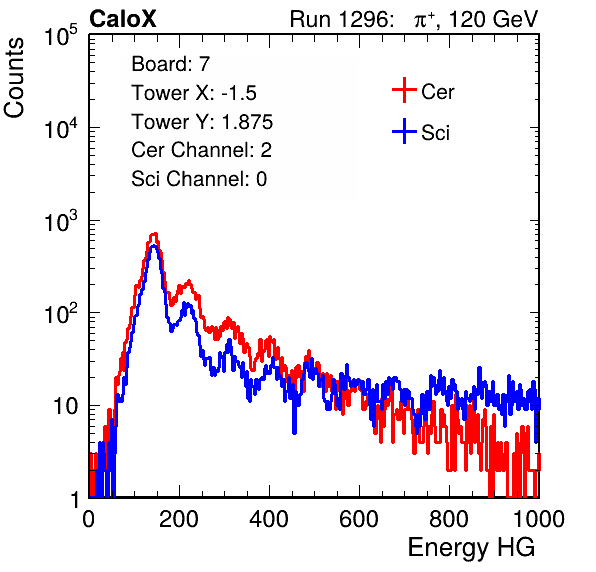 CaloX Run 1296: π⁺, 120 GeV
Counts
Board: 7
Tower X: -1.5
Tower Y: 1.875
Cer Channel: 2
Sci Channel: 0
Cer
Sci
10⁵
10⁴
10³
10²
10
1
0 200 400 600 800 1000
Energy HG